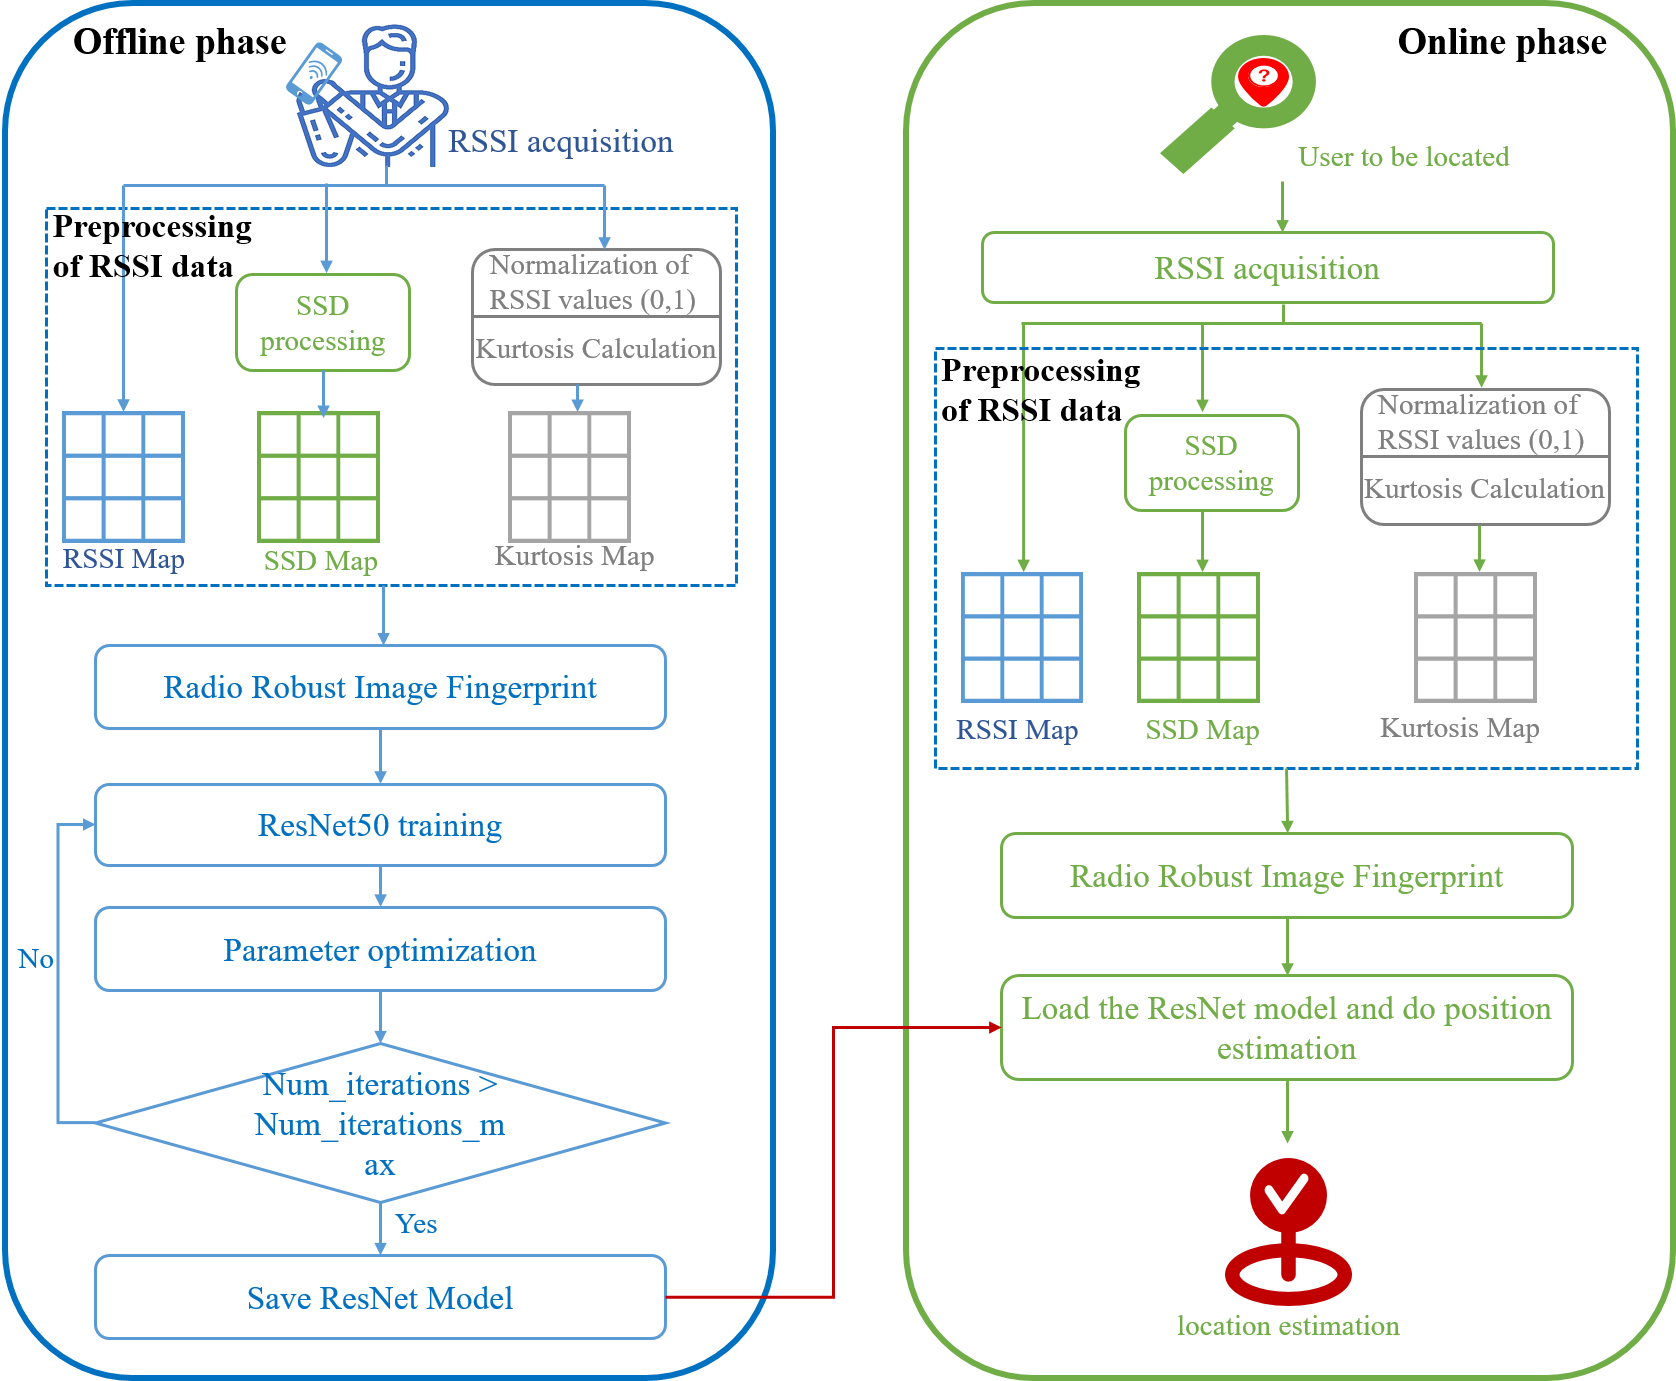 Offline phase
RSSI acquisition
Preprocessing
of RSSI data
SSD
processing
Normalization of
RSSI values (0,1)
Kurtosis Calculation
RSSI Map
SSD Map
Kurtosis Map
Radio Robust Image Fingerprint
ResNet50 training
Parameter optimization
No
Num_iterations >
Num_iterations_m
ax
Yes
Save ResNet Model
Online phase
?
User to be located
RSSI acquisition
Preprocessing
of RSSI data
SSD
processing
Normalization of
RSSI values (0,1)
Kurtosis Calculation
RSSI Map
SSD Map
Kurtosis Map
Radio Robust Image Fingerprint
Load the ResNet model and do position
estimation
location estimation